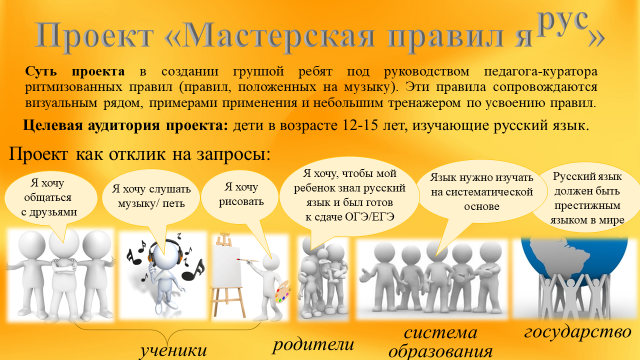 Проект «Мастерская правил ярус»
Суть проекта в создании группой ребят под руководством педагога-куратора
ритмизованных правил (правил, положенных на музыку). Эти правила сопровождаются
визуальным рядом, примерами применения и небольшим тренажером по усвоению правил.
Целевая аудитория проекта: дети в возрасте 12-15 лет, изучающие русский язык.
Проект как отклик на запросы:
Я хочу
общаться
с друзьями
Я хочу слушать
музыку/ петь
Я хочу
рисовать
Я хочу, чтобы мой
ребенок знал русский
язык и был готов
к сдаче ОГЭ/ЕГЭ
Язык нужно изучать
на систематической
основе
Русский язык
должен быть
престижным
языком в мире
ученики
родители
система
образования
государство